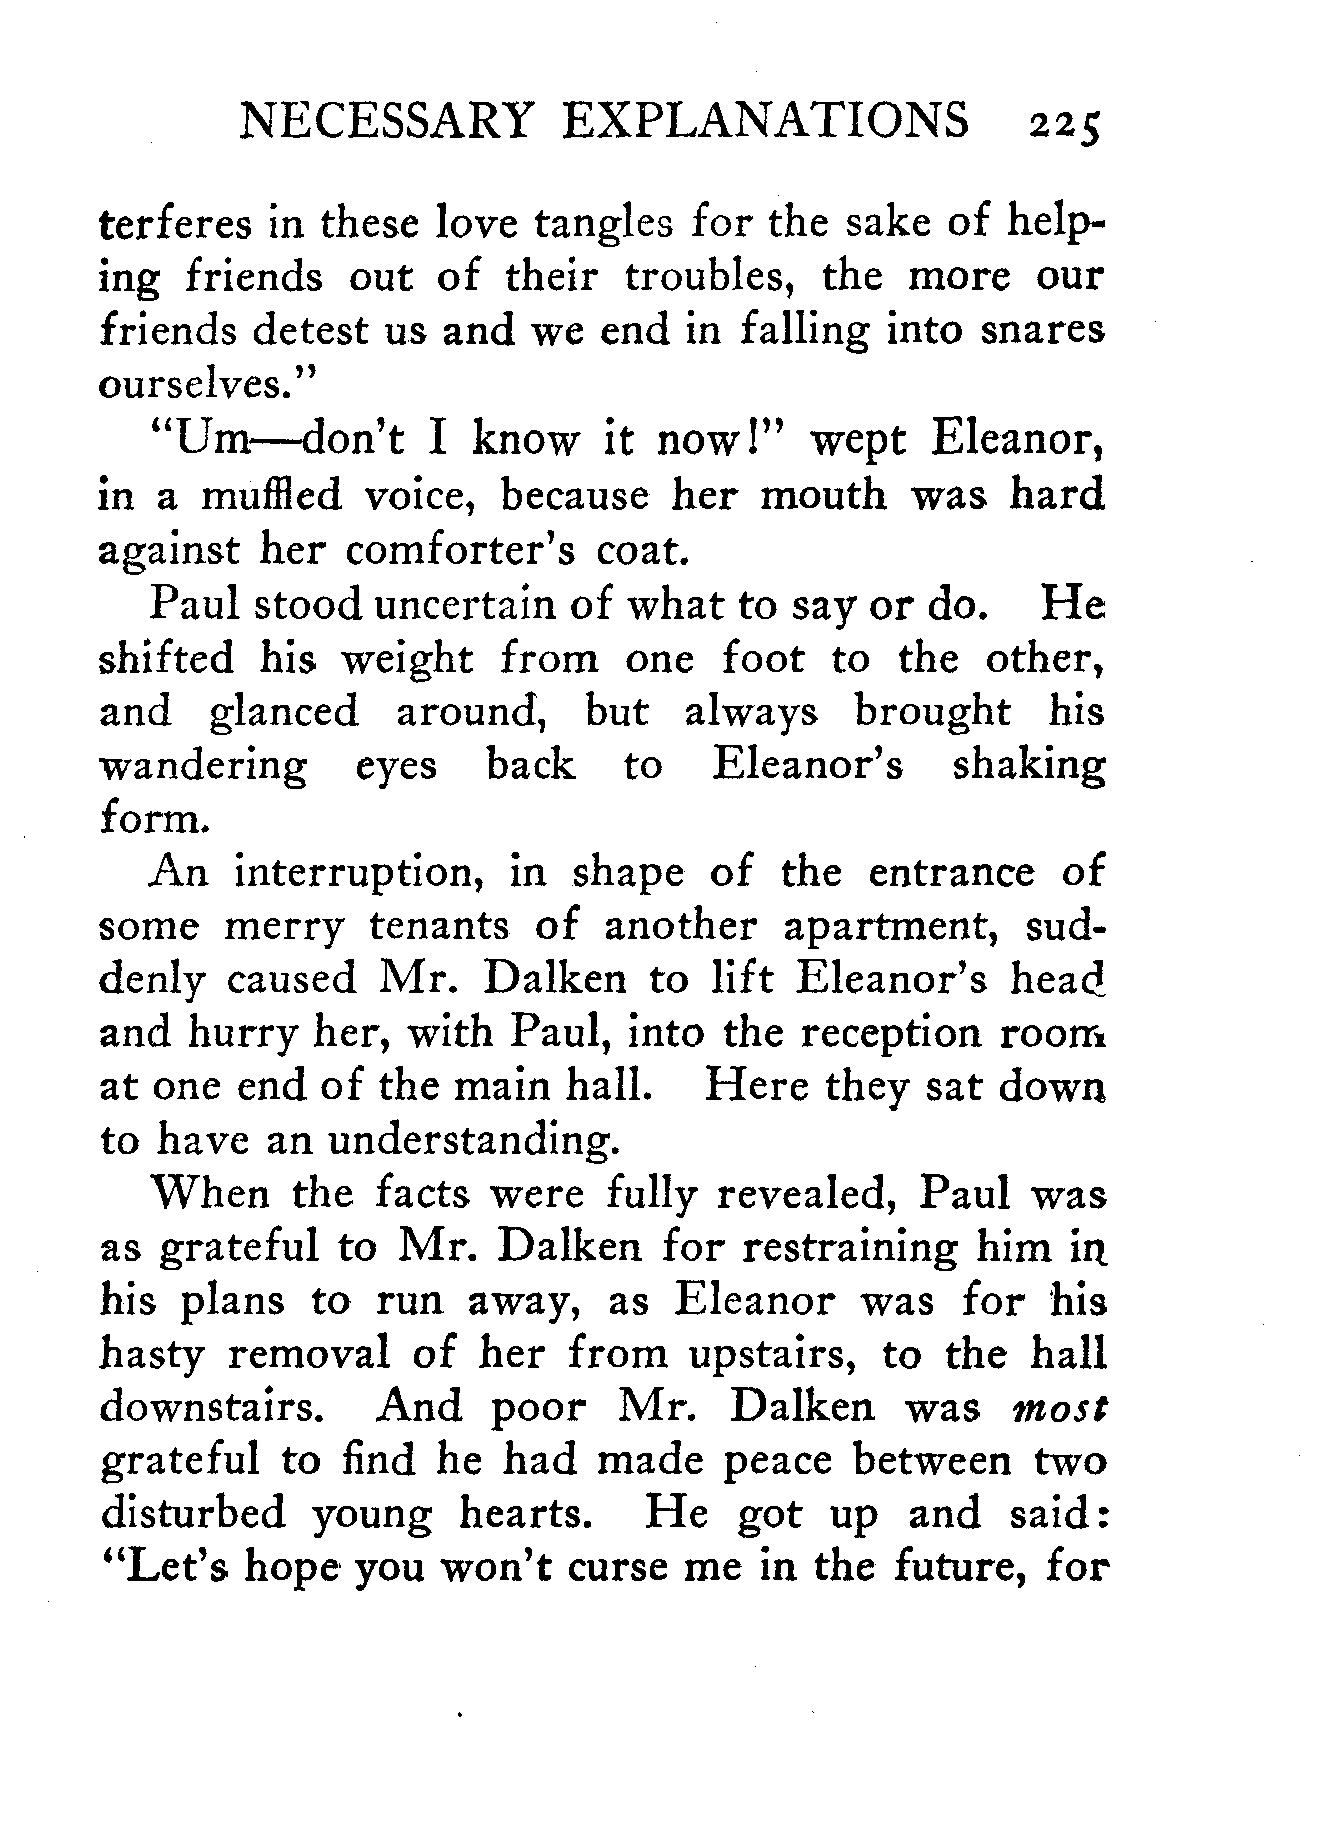 NECESSARY EXPLANATIONS 225
terferes in these love tangles for the sake of help-
ing friends out of their troubles, the more our
friends detest us and we end in falling into snares
ourselves."
"Um—don't I know it now!" wept Eleanor,
in a muffled voice, because her mouth was hard
against her comforter's coat.
Paul stood uncertain of what to say or do. He
shifted his weight from one foot to the other,
and glanced around, but always brought his
wandering eyes back to Eleanor's shaking
form.
An interruption, in shape of the entrance of
some merry tenants of another apartment, sud-
denly caused Mr. Dalken to lift Eleanor's head
and hurry her, with Paul, into the reception room
at one end of the main hall. Here they sat down
to have an understanding.
When the facts were fully revealed, Paul was
as grateful to Mr. Dalken for restraining him in
his plans to run away, as Eleanor was for his
hasty removal of her from upstairs, to the hall
downstairs. And poor Mr. Dalken was most
grateful to find he had made peace between two
disturbed young hearts. He got up and said:
"Let's hope you won't curse me in the future, for